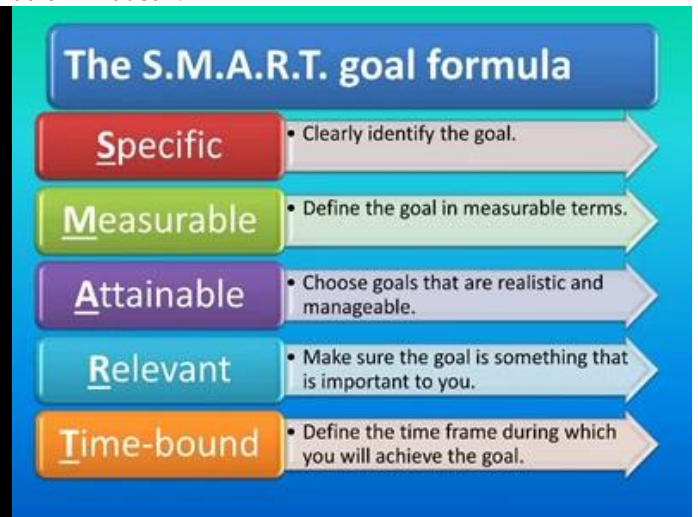 The S.M.A.R.T. goal formula
Specific
• Clearly identify the goal.
Measurable
• Define the goal in measurable terms.
Attainable
• Choose goals that are realistic and
manageable.
Relevant
• Make sure the goal is something that
is important to you.
Time-bound
• Define the time frame during which
you will achieve the goal.